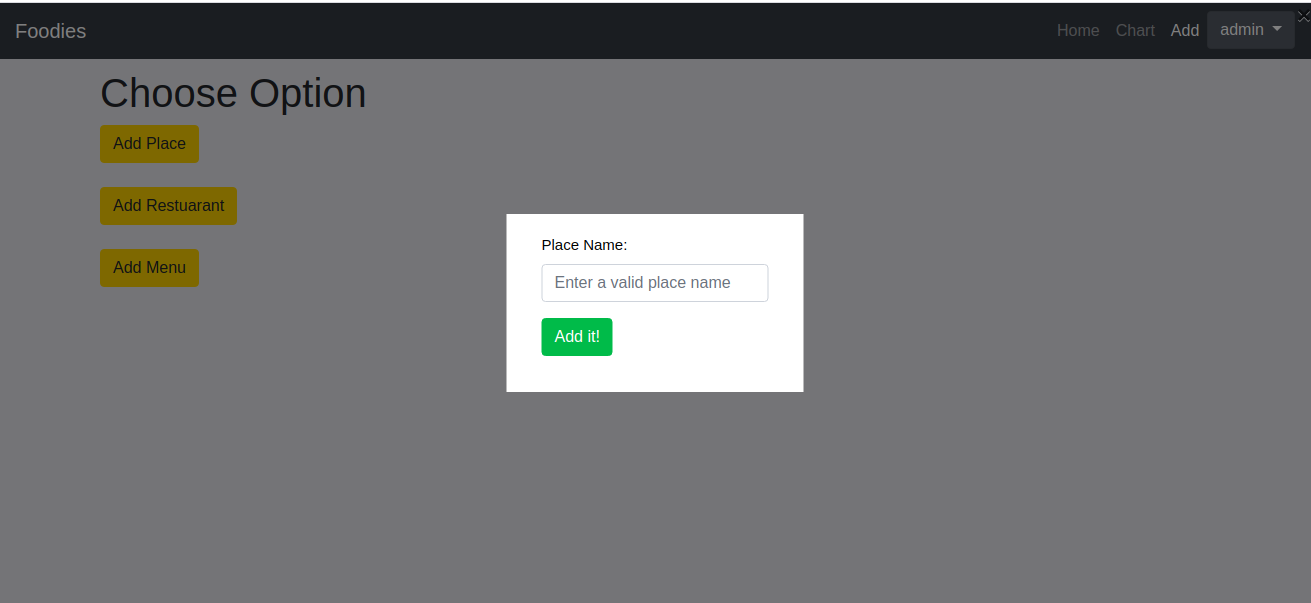 Foodies
Home Chart Add admin
Choose Option
Add Place
Add Restuarant
Add Menu
Place Name:
Enter a valid place name
Add it!